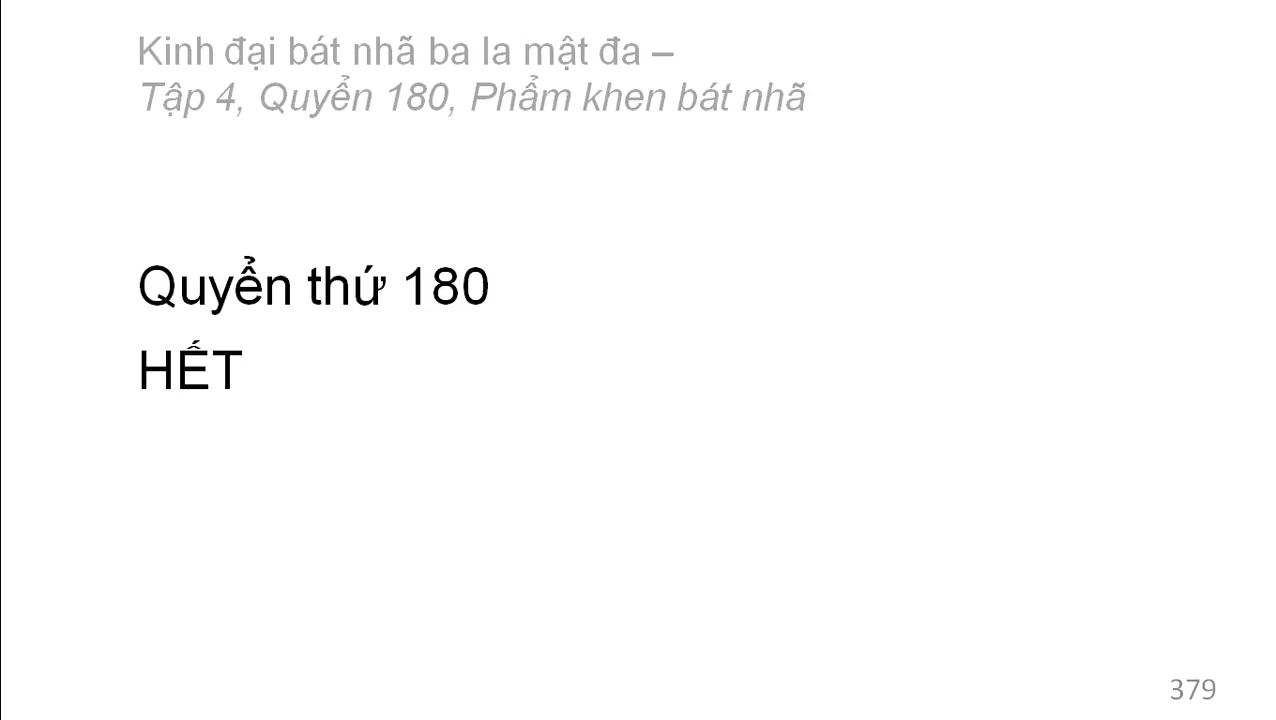 Kinh đại bát nhã ba la mật đa –
Tập 4, Quyển 180, Phẩm khen bát nhã
Quyển thứ 180
HẾT
379